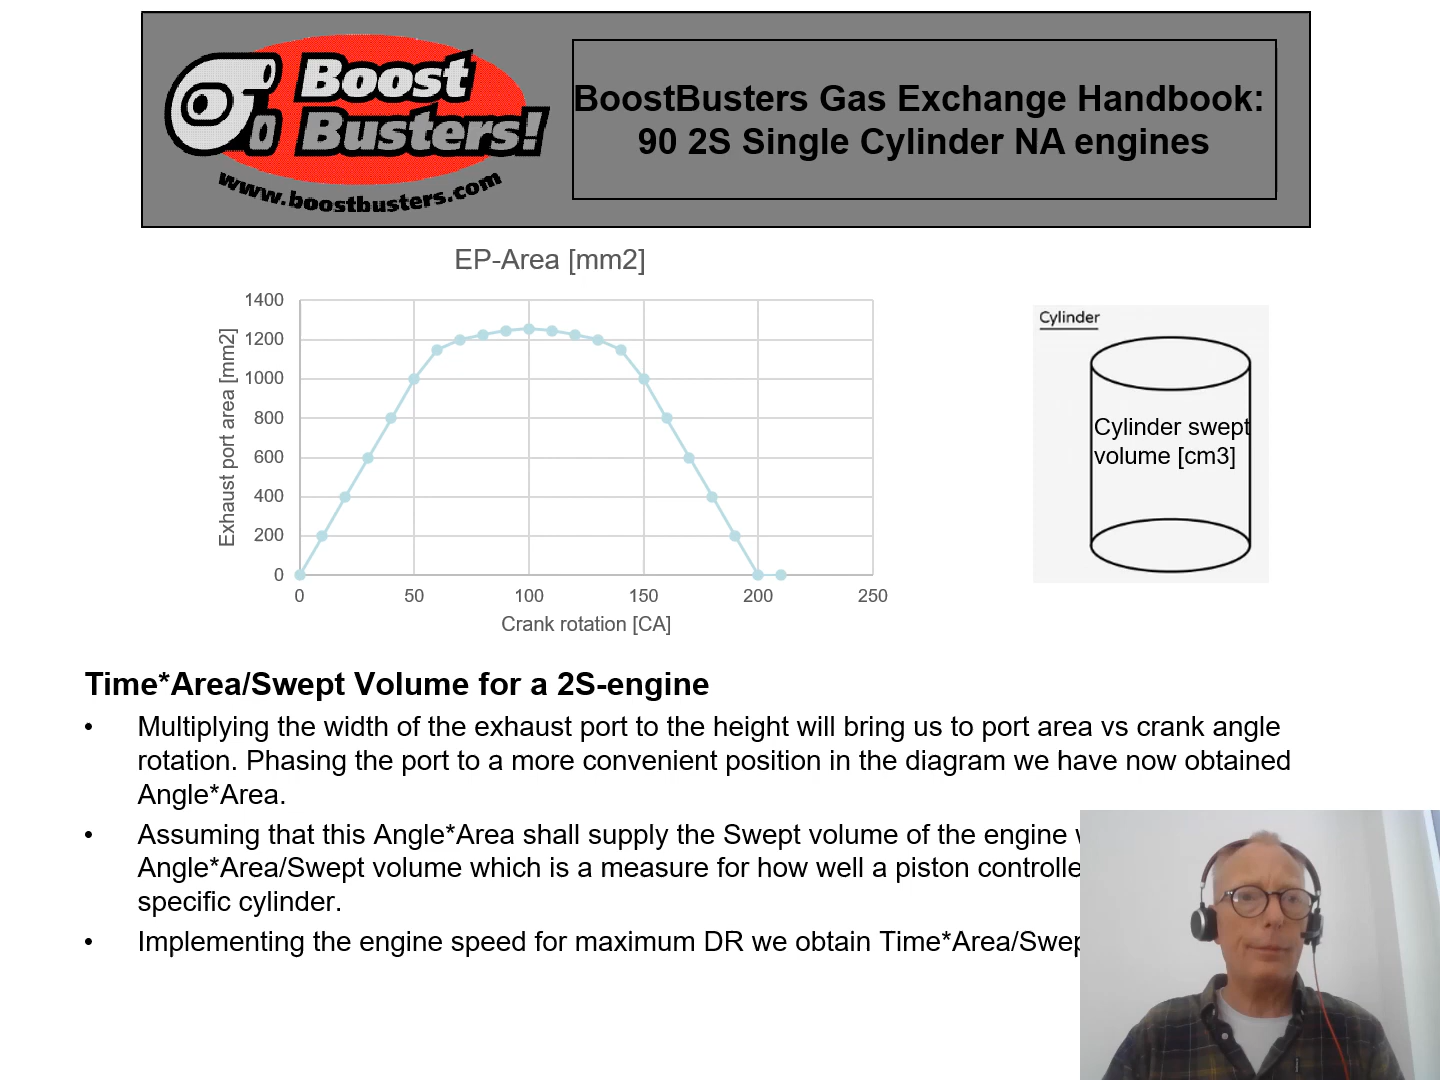 Boost
Busters!
www.boostbusters.com
BoostBusters Gas Exchange Handbook:
90 2S Single Cylinder NA engines
EP-Area [mm2]
Exhaust port area [mm2]
1400
1200
1000
800
600
400
200
0
0 50 100 150 200 250
Crank rotation [CA]
Cylinder
Cylinder swept
volume [cm3]
Time*Area/Swept Volume for a 2S-engine
• Multiplying the width of the exhaust port to the height will bring us to port area vs crank angle
rotation. Phasing the port to a more convenient position in the diagram we have now obtained
Angle*Area.
• Assuming that this Angle*Area shall supply the Swept volume of the engine
Angle*Area/Swept volume which is a measure for how well a piston controlle
specific cylinder.
• Implementing the engine speed for maximum DR we obtain Time*Area/Swep